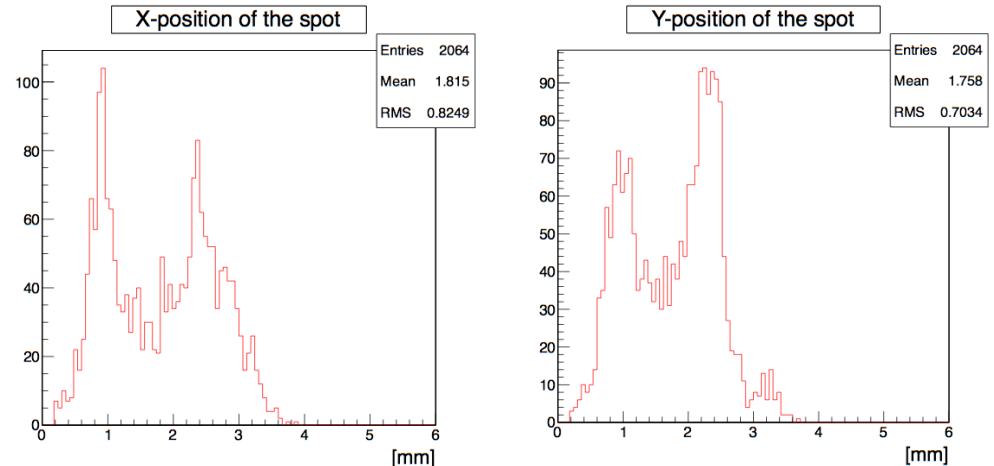 X-position of the spot
Entries 2064
Mean 1.815
RMS 0.8249
100
80
60
40
20
0
0 1 2 3 4 5 6
[mm]
Y-position of the spot
Entries 2064
Mean 1.758
RMS 0.7034
90
80
70
60
50
40
30
20
10
0
0 1 2 3 4 5 6
[mm]